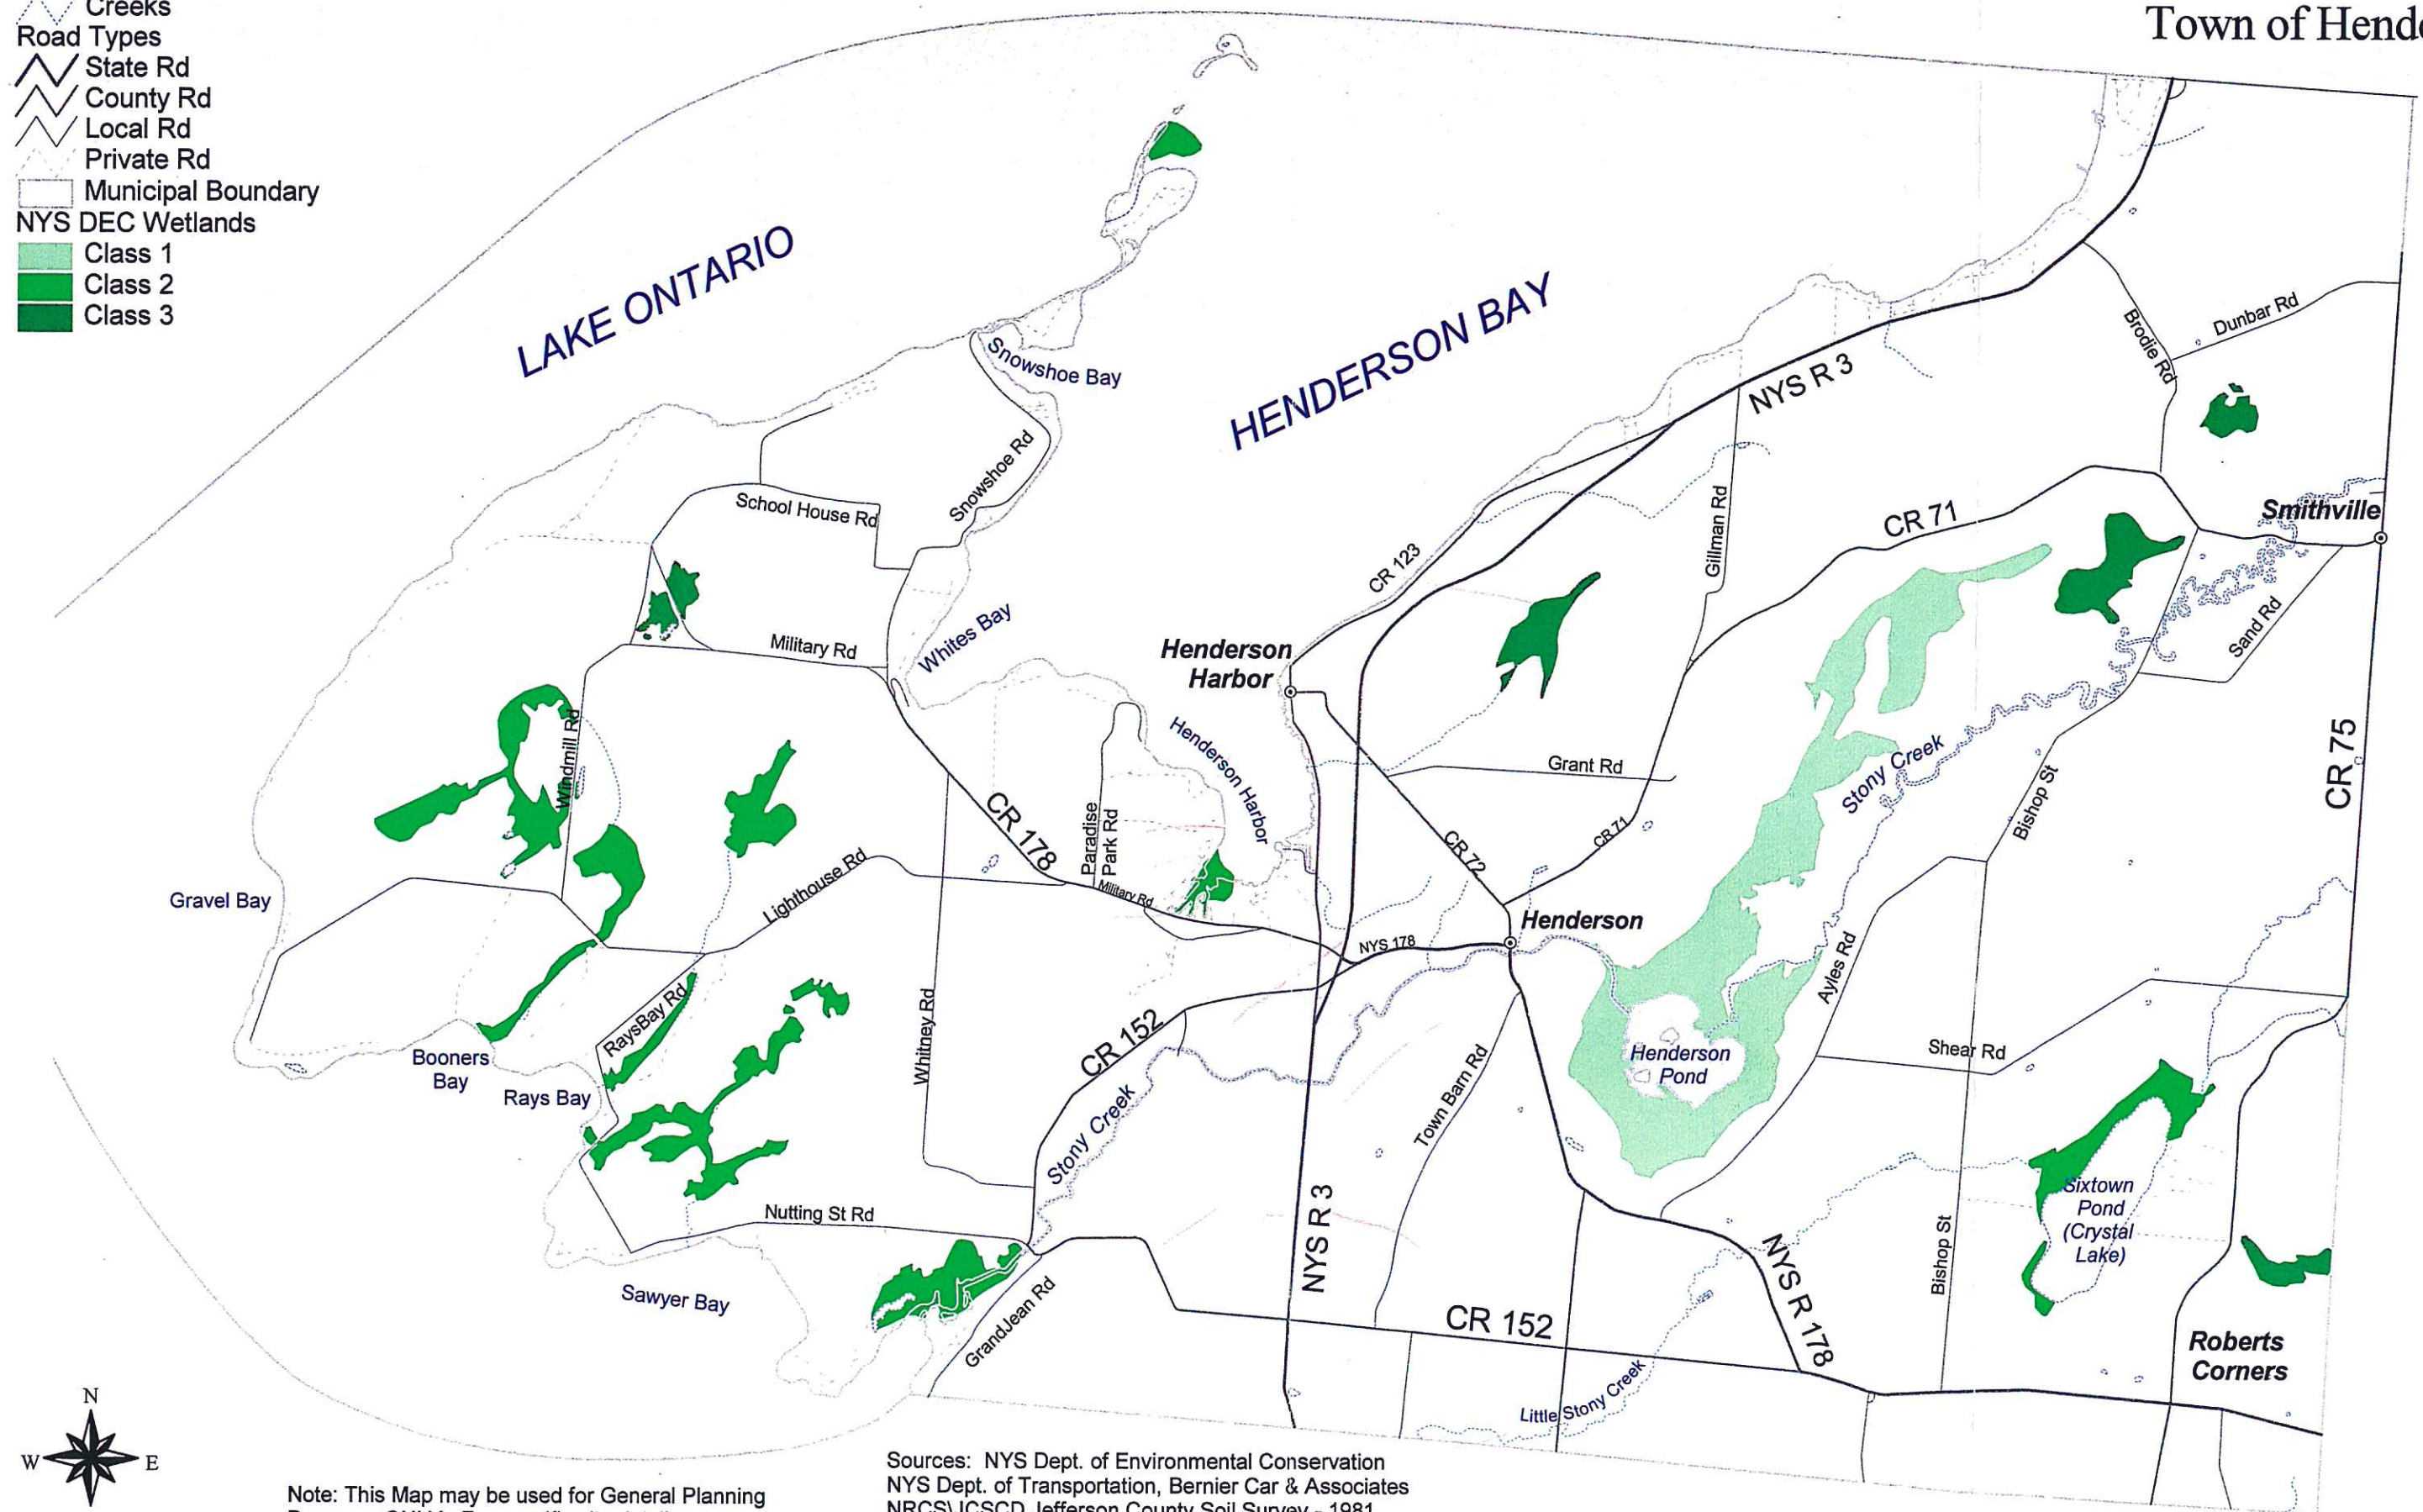 Creeks
Road Types
State Rd
County Rd
Local Rd
Private Rd
Municipal Boundary
NYS DEC Wetlands
Class 1
Class 2
Class 3
Town of Hende
LAKE ONTARIO
HENDERSON BAY
Snowshoe Bay
Snowshoe Rd
School House Rd
Military Rd
Whites Bay
Windmill Rd
Gravel Bay
Lighthouse Rd
Booners
Bay
Rays Bay
RaysBay Rd
Whitney Rd
Nutting St Rd
Sawyer Bay
GrandJean Rd
CR 178
Paradise
Park Rd
Military Rd
Henderson
Harbor
Henderson Harbor
CR 123
NYS R 3
Gillman Rd
CR 71
Brodie Rd
Dunbar Rd
Smithville
Sand Rd
Grant Rd
CR 72
CR 71
Stony Creek
Bishop St
CR 75
Henderson
NYS 178
CR 152
Stony Creek
Town Barn Rd
Henderson
Pond
Ayles Rd
Shear Rd
Sixtown
Pond
(Crystal
Lake)
Bishop St
NYS R 3
CR 152
NYS R 178
Little Stony Creek
Roberts
Corners
N
W
E
Note: This Map may be used for General Planning
Sources: NYS Dept. of Environmental Conservation
NYS Dept. of Transportation, Bernier Car & Associates
NRCS\JCSCD Jefferson County Soil Survey - 1981